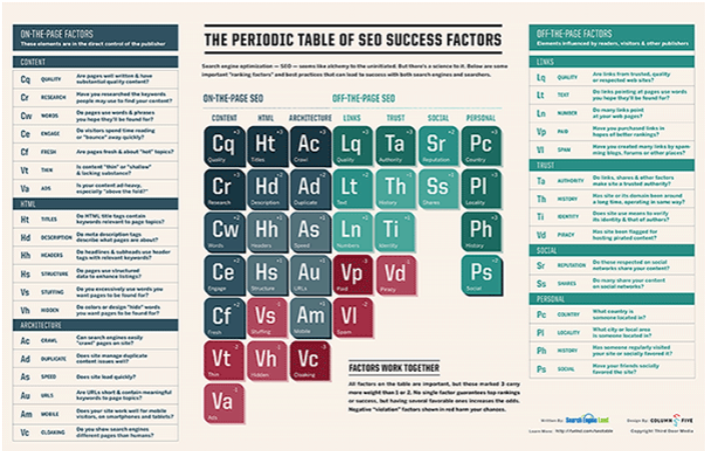 ON-THE-PAGE FACTORS
These elements are in the direct control of the publisher
CONTENT
Cq QUALITY Are pages well written & have
substantial quality content?
Cr RESEARCH Have you researched the keywords
people may use to find your content?
Cw WORDS Do pages use words & phrases
you hope they'll be found for?
Ce ENGAGE Do visitors spend time reading
or "bounce" away quickly?
Cf FRESH Are pages fresh & about "hot" topics?
Vt THIN Is content "thin" or "shallow"
& lacking substance?
Va ADS Is your content ad heavy,
especially "above the fold?"
HTML
Ht TITLES Do HTML title tags contain
keywords relevant to page topics?
Hd DESCRIPTION Do meta description tags
describe what pages are about?
Hh HEADERS Do headlines & subheads use header
tags with relevant keywords?
Hs STRUCTURE Do pages use structured
data to enhance listings?
Vs STUFFING Do you excessively use words you
want pages to be found for?
Vh HIDDEN Do colors or design "hide" words
you want pages to be found for?
ARCHITECTURE
Ac CRAWL Can search engines easily
"crawl" pages on site?
Ad DUPLICATE Does site manage duplicate
content issues well?
As SPEED Does site load quickly?
Au URLS Are URLs short & contain meaningful
keywords to page topics?
Am MOBILE Does your site work well for mobile
visitors, on smartphones and tablets?
Vc CLOAKING Do you show search engines
different pages than humans?
THE PERIODIC TABLE OF SEO SUCCESS FACTORS
Search engine optimization — SEO — seems like alchemy to the uninitiated. But there's a science to it. Below are some
important "ranking factors" and best practices that can lead to success with both search engines and searchers.
ON-THE-PAGE SEO OFF-THE-PAGE SEO
CONTENT HTML ARCHITECTURE LINKS TRUST SOCIAL PERSONAL
Cq Ht Ac Lq Ta Sr Pc
Quality Titles Crawl Quality Authority Reputation Country
Cr Hd Ad Lt Th Ss Pl
Research Description Duplicate Text History Shares Locality
Cw Hh As Ln Ti Ph
Words Headers Speed Numbers Identity History
Ce Hs Au Vp Vd Ps
Engage Structure URLs Paid Piracy Social
Cf Vs Am Vl
Fresh Stuffing Mobile Spam
Vt Vh Vc
Thin Hidden Cloaking
Va
Ads
FACTORS WORK TOGETHER
All factors on the table are important, but those marked 3 carry
more weight than 1 or 2. No single factor guarantees top rankings
or success, but having several favorable ones increases the odds.
Negative "violation" factors shown in red harm your chances.
OFF-THE-PAGE FACTORS
Elements influenced by readers, visitors & other publishers
LINKS
Lq QUALITY Are links from trusted, quality
or respected web sites?
Lt TEXT Do links pointing at pages use words
you hope they'll be found for?
Ln NUMBER Do many links point
at your web pages?
Vp PAID Have you purchased links in
hopes of better rankings?
Vl SPAM Have you created many links by spam-
ming blogs, forums or other places?
TRUST
Ta AUTHORITY Do links, shares & other factors
make site a trusted authority?
Th HISTORY Has site or its domain been around
a long time, operating in same way?
Ti IDENTITY Does site use means to verify
its identity & that of authors?
Vd PIRACY Has site been flagged for
hosting pirated content?
SOCIAL
Sr REPUTATION Do those respected on social
networks share your content?
Ss SHARES Do many share your content
on social networks?
PERSONAL
Pc COUNTRY What country is
someone located in?
Pl LOCALITY What city or local area
is someone located in?
Ph HISTORY Has someone regularly visited
your site or socially favored it?
Ps SOCIAL Have your friends socially
favored the site?
Written By: Search Engine Land Design By: COLUMN FIVE
Learn More: Copyright Third Door Media